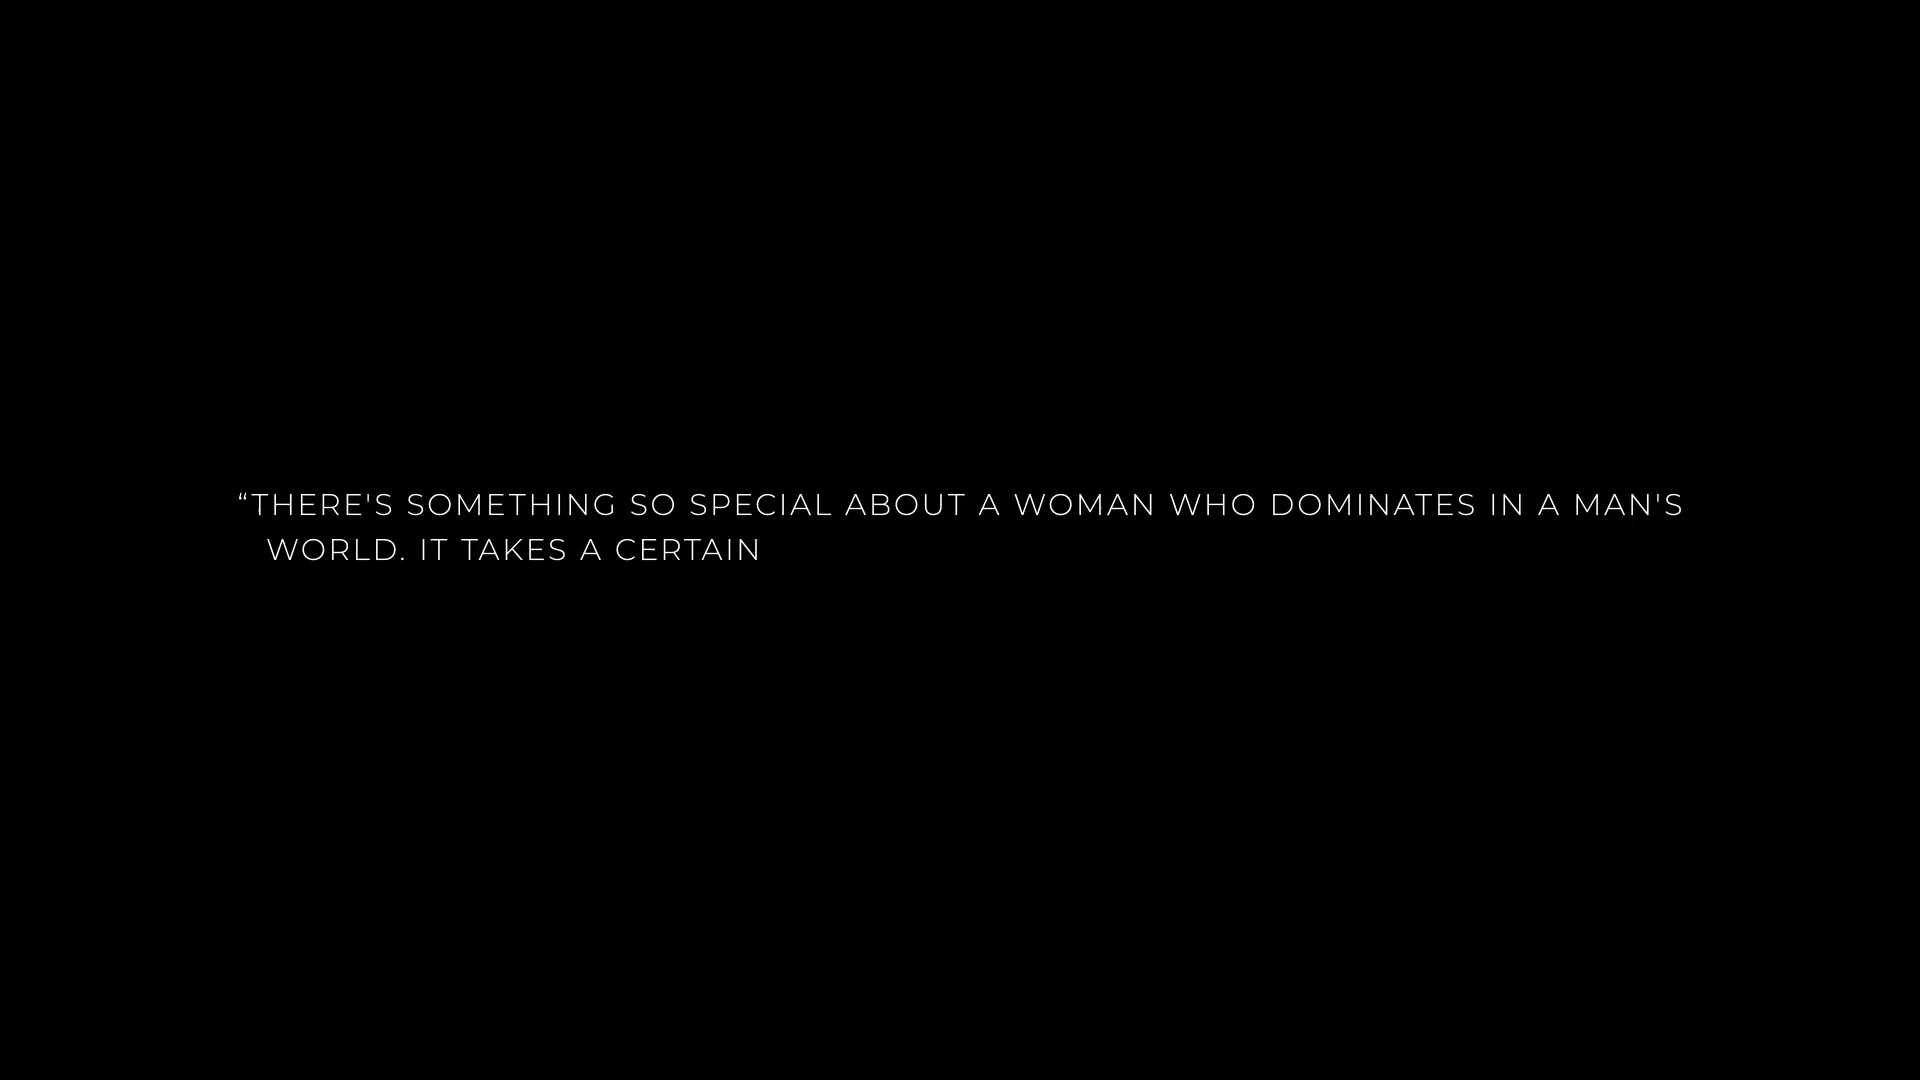 “THERE'S SOMETHING SO SPECIAL ABOUT A WOMAN WHO DOMINATES IN A MAN'S
WORLD. IT TAKES A CERTAIN